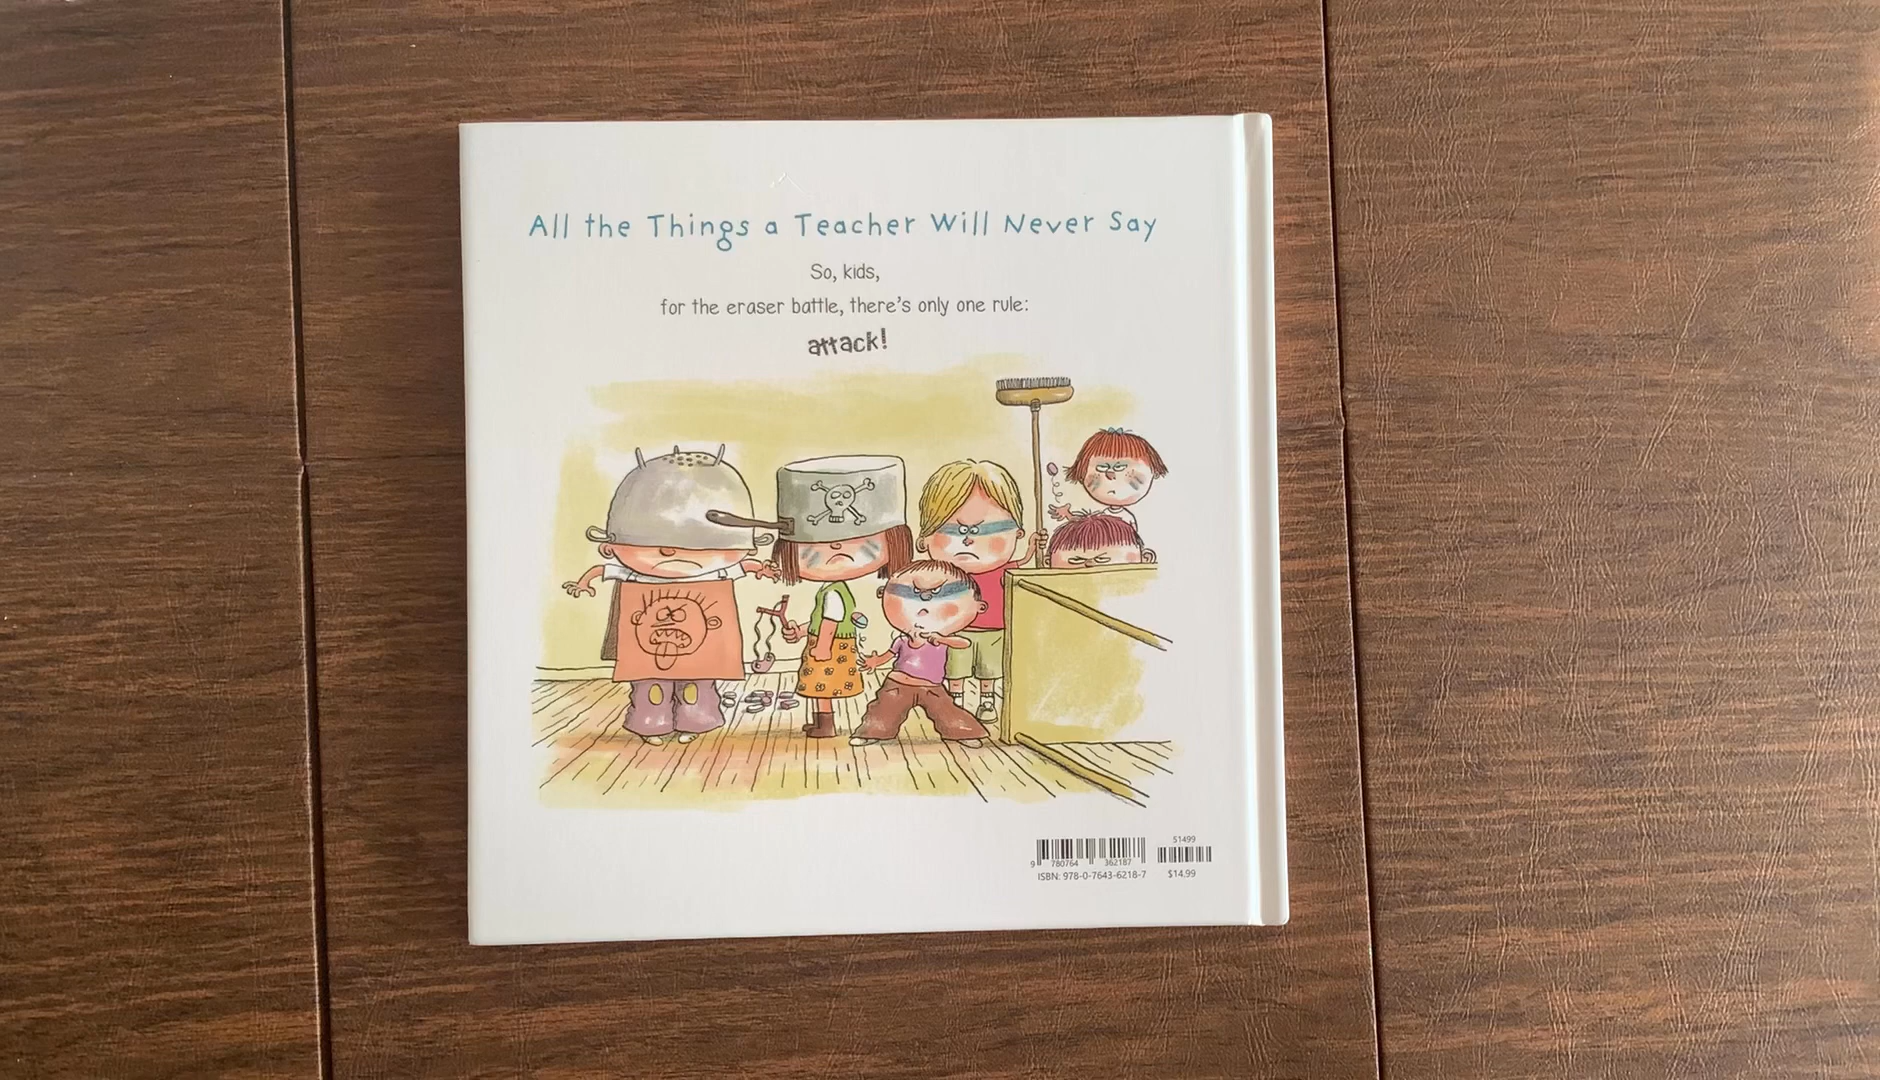 All the Things a Teacher Will Never Say
So, kids,
for the eraser battle, there's only one rule:
attack!
51499
9 780764 362187
ISBN: 978-0-7643-6218-7 $14.99